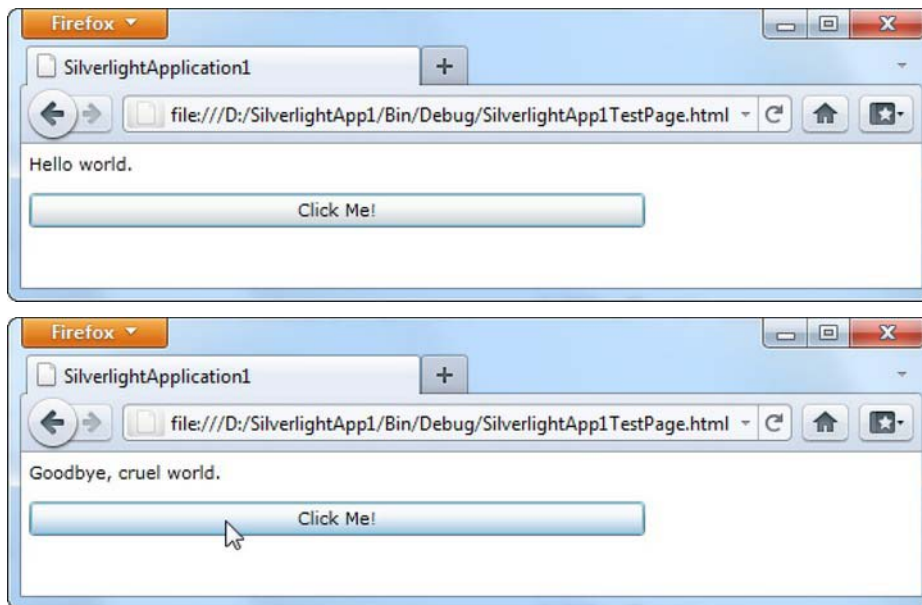 Firefox
SilverlightApplication1
file:///D:/SilverlightApp1/Bin/Debug/SilverlightApp1TestPage.html
Hello world.
Click Me!
Firefox
SilverlightApplication1
file:///D:/SilverlightApp1/Bin/Debug/SilverlightApp1TestPage.html
Goodbye, cruel world.
Click Me!